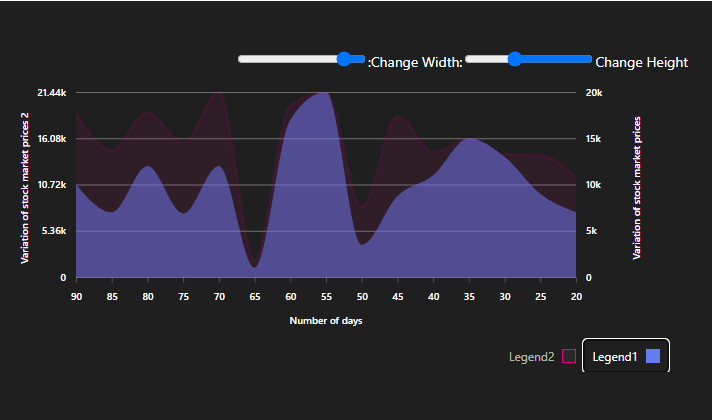 :Change Width: Change Height
21.44k
16.08k
10.72k
5.36k
0
Variation of stock market prices 2
20k
15k
10k
5k
0
Variation of stock market prices
90 85 80 75 70 65 60 55 50 45 40 35 30 25 20
Number of days
Legend2 Legend1